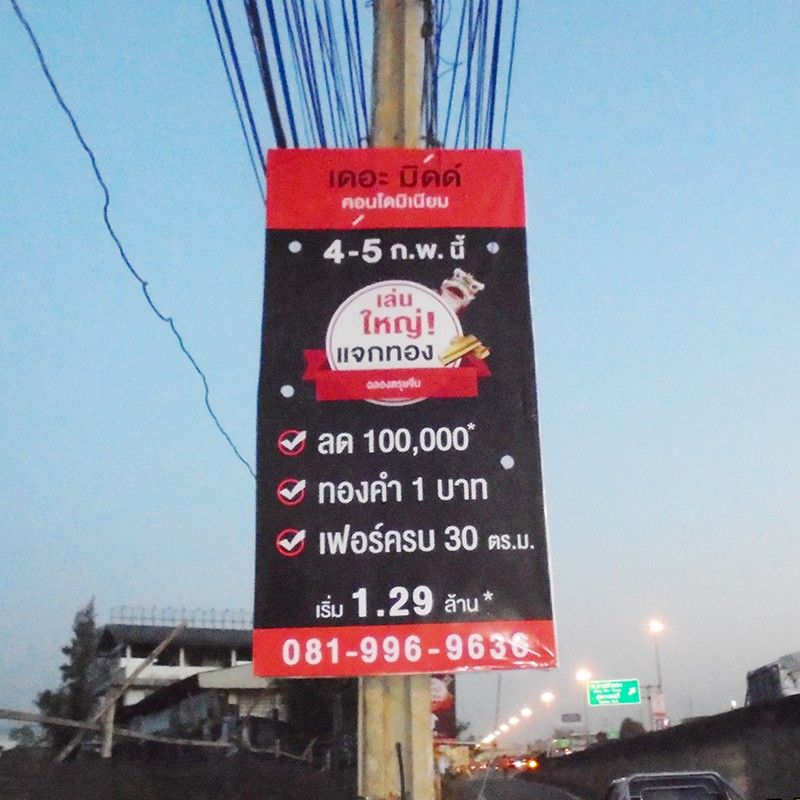 เดอะ มิดด์
คอนโดมิเนียม
4-5 ก.พ. นี้
เล่น
ใหญ่!
แจกทอง
ฉลองตรุษจีน
ลด 100,000*
ทองคำ 1 บาท
เฟอร์ครบ 30 ตร.ม.
เริ่ม 1.29 ล้าน*
081-996-9636